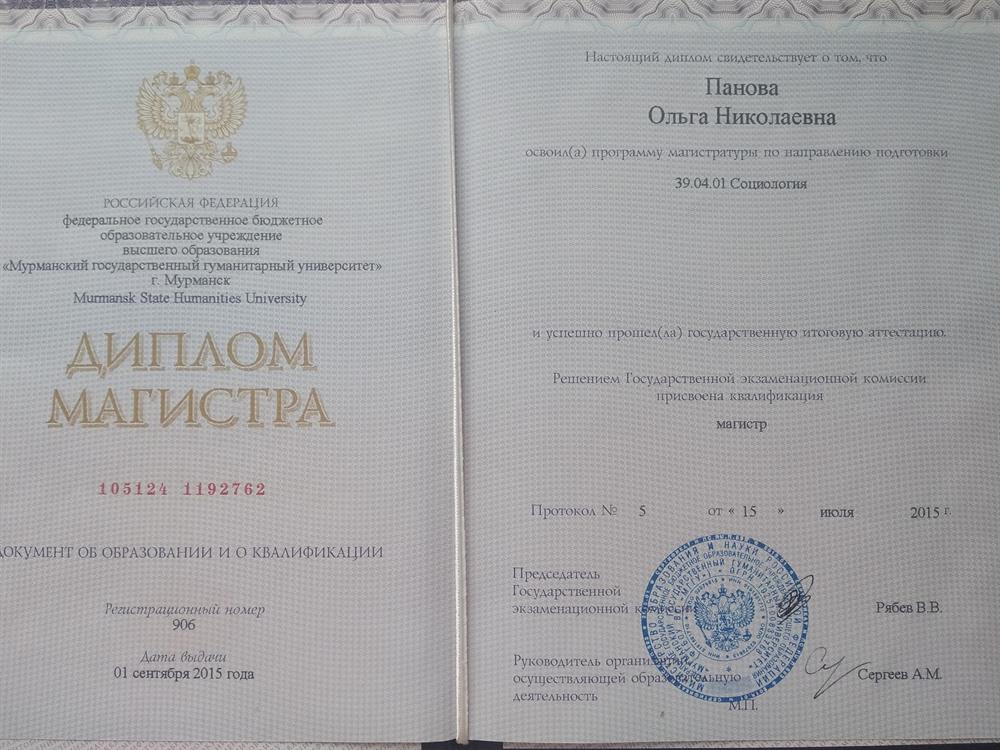 РОССИЙСКАЯ ФЕДЕРАЦИЯ
федеральное государственное бюджетное
образовательное учреждение
высшего образования
«Мурманский государственный гуманитарный университет»
г. Мурманск
Murmansk State Humanities University
ДИПЛОМ
МАГИСТРА
105124 1192762
ДОКУМЕНТ ОБ ОБРАЗОВАНИИ И О КВАЛИФИКАЦИИ
Регистрационный номер
906
Дата выдачи
01 сентября 2015 года
Настоящий диплом свидетельствует о том, что
Панова
Ольга Николаевна
освоил(а) программу магистратуры по направлению подготовки
39.04.01 Социология
и успешно прошел(ла) государственную итоговую аттестацию.
Решением Государственной экзаменационной комиссии
присвоена квалификация
магистр
Протокол № 5 от « 15 » июля 2015 г.
Председатель
Государственной
экзаменационной комиссии
Рябев В.В.
Руководитель организации,
осуществляющей образовательную
деятельность
Сергеев А.М.
М.П.